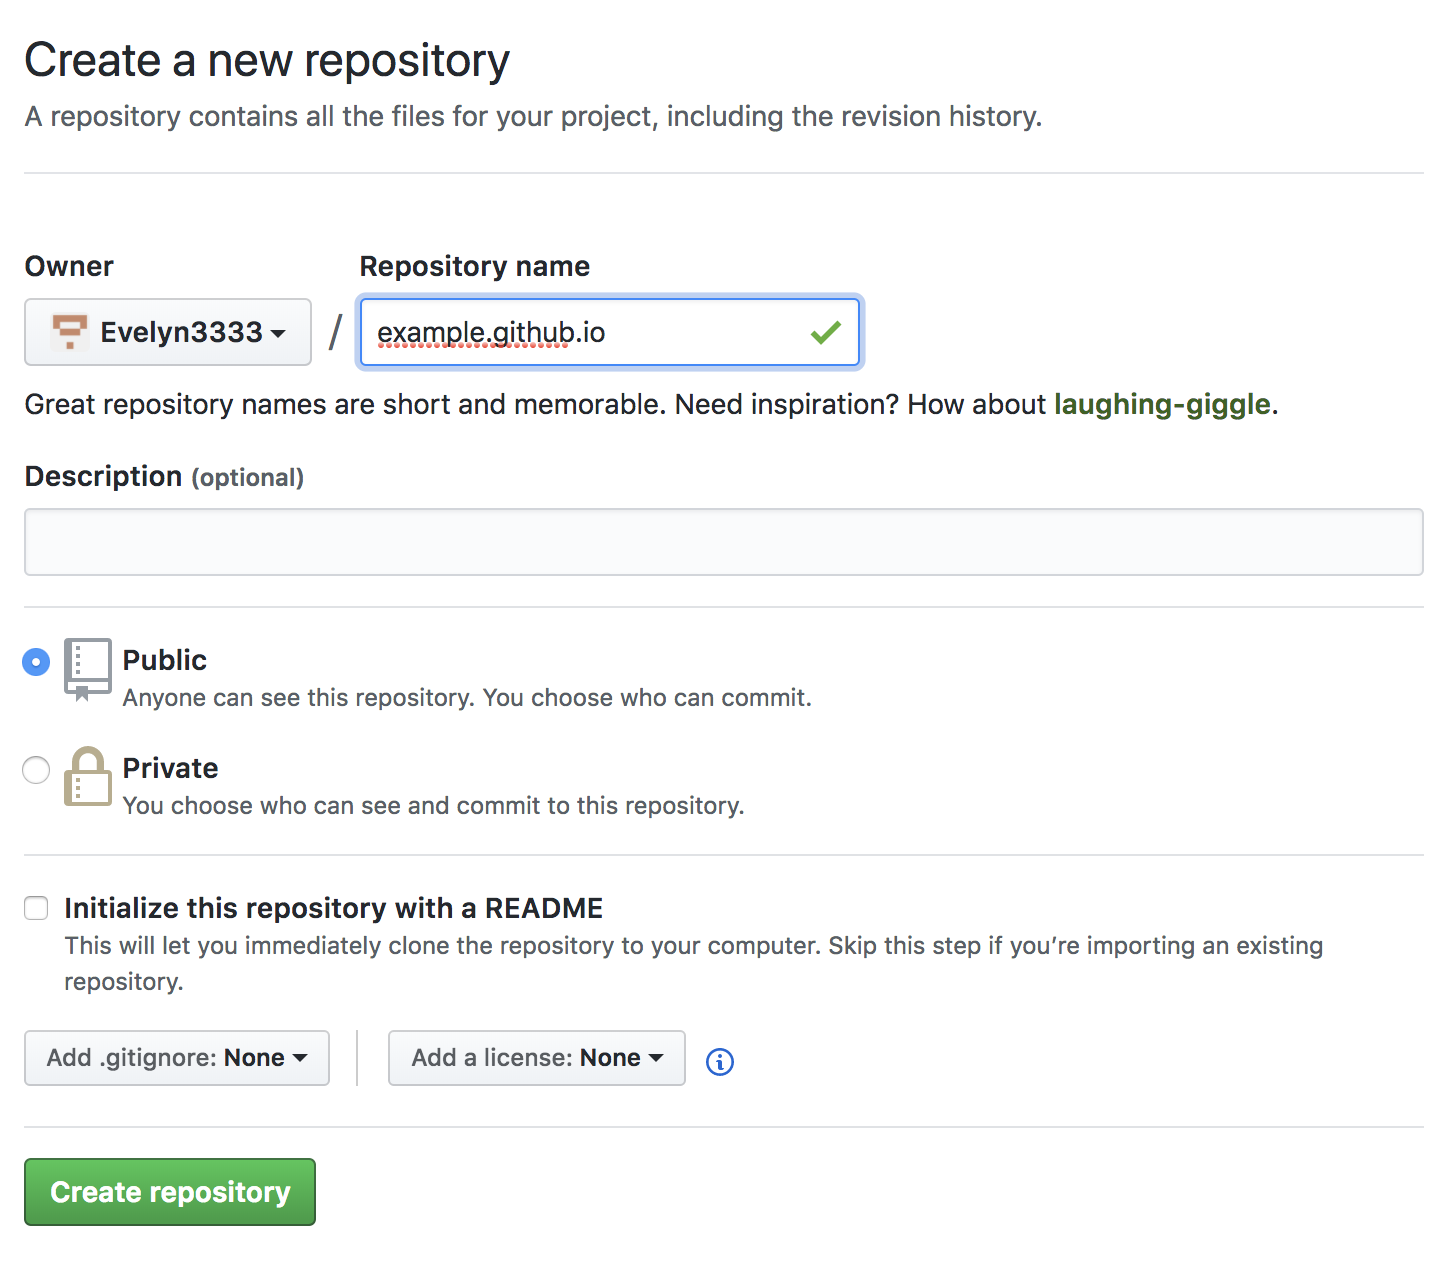 Create a new repository
A repository contains all the files for your project, including the revision history.
Owner
Repository name
Evelyn3333 / example.github.io
Great repository names are short and memorable. Need inspiration? How about laughing-giggle.
Description (optional)
Public
Anyone can see this repository. You choose who can commit.
Private
You choose who can see and commit to this repository.
Initialize this repository with a README
This will let you immediately clone the repository to your computer. Skip this step if you’re importing an existing
repository.
Add .gitignore: None
Add a license: None
Create repository